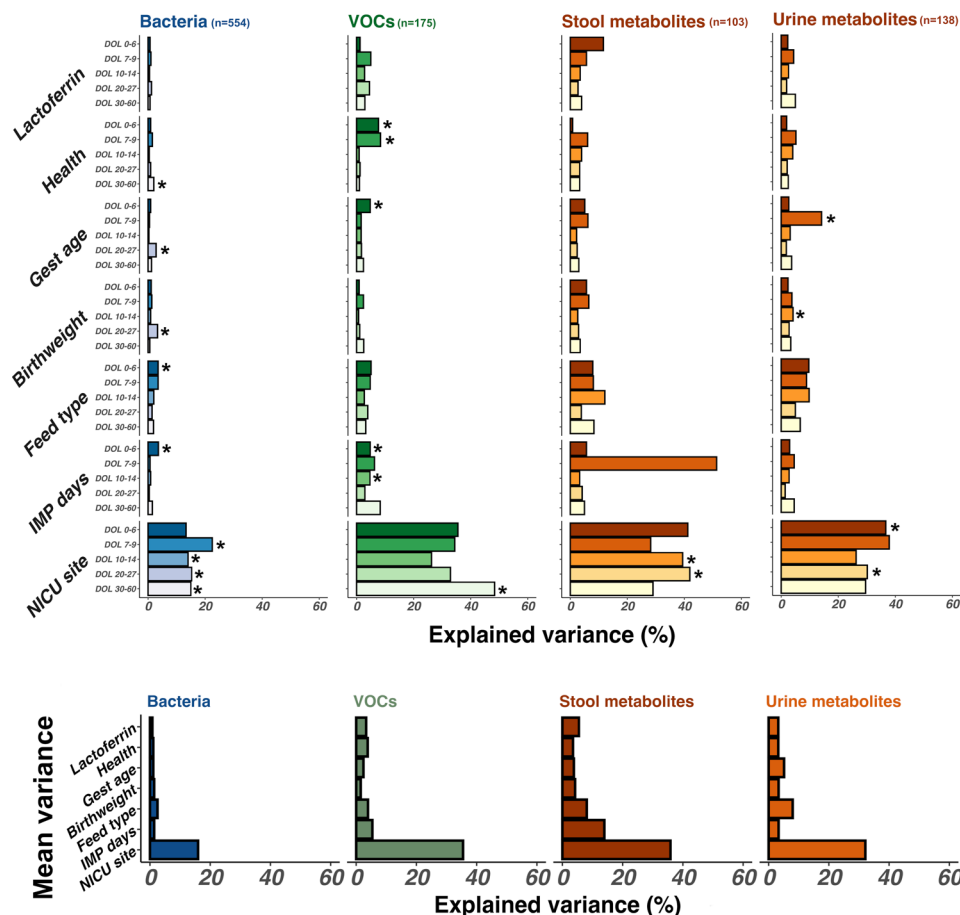 Bacteria (n=554) VOCs (n=175) Stool metabolites (n=103) Urine metabolites (n=138)
Lactoferrin
DOL 0-6
DOL 7-9
DOL 10-14
DOL 20-27
DOL 30-60
Health
DOL 0-6 * *
DOL 7-9 *
DOL 10-14
DOL 20-27
DOL 30-60 *
Gest age
DOL 0-6 *
DOL 7-9 *
DOL 10-14
DOL 20-27 *
DOL 30-60
Birthweight
DOL 0-6
DOL 7-9
DOL 10-14 *
DOL 20-27 *
DOL 30-60
Feed type
DOL 0-6 *
DOL 7-9
DOL 10-14
DOL 20-27
DOL 30-60
IMP days
DOL 0-6 * *
DOL 7-9
DOL 10-14 *
DOL 20-27
DOL 30-60
NICU site
DOL 0-6 *
DOL 7-9 *
DOL 10-14 * *
DOL 20-27 * * *
DOL 30-60 * *
0 20 40 60 0 20 40 60 0 20 40 60 0 20 40 60
Explained variance (%)
Bacteria VOCs Stool metabolites Urine metabolites
Mean variance
Lactoferrin
Health
Gest age
Birthweight
Feed type
IMP days
NICU site
0 20 40 60 0 20 40 60 0 20 40 60 0 20 40 60
Explained variance (%)